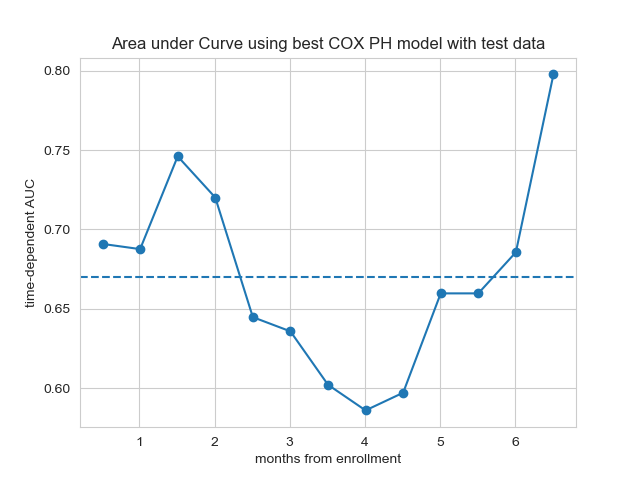 Area under Curve using best COX PH model with test data
0.80
0.75
0.70
0.65
0.60
time-dependent AUC
1 2 3 4 5 6
months from enrollment